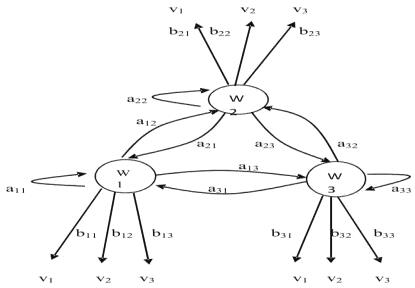 v1 v2 v3
b21 b22 b23
W
2
a22
a12
a21 a23 a32
W
1
a13
W
3
a11
a31
a33
b11 b12 b13
b31 b32 b33
v1 v2 v3
v1 v2 v3